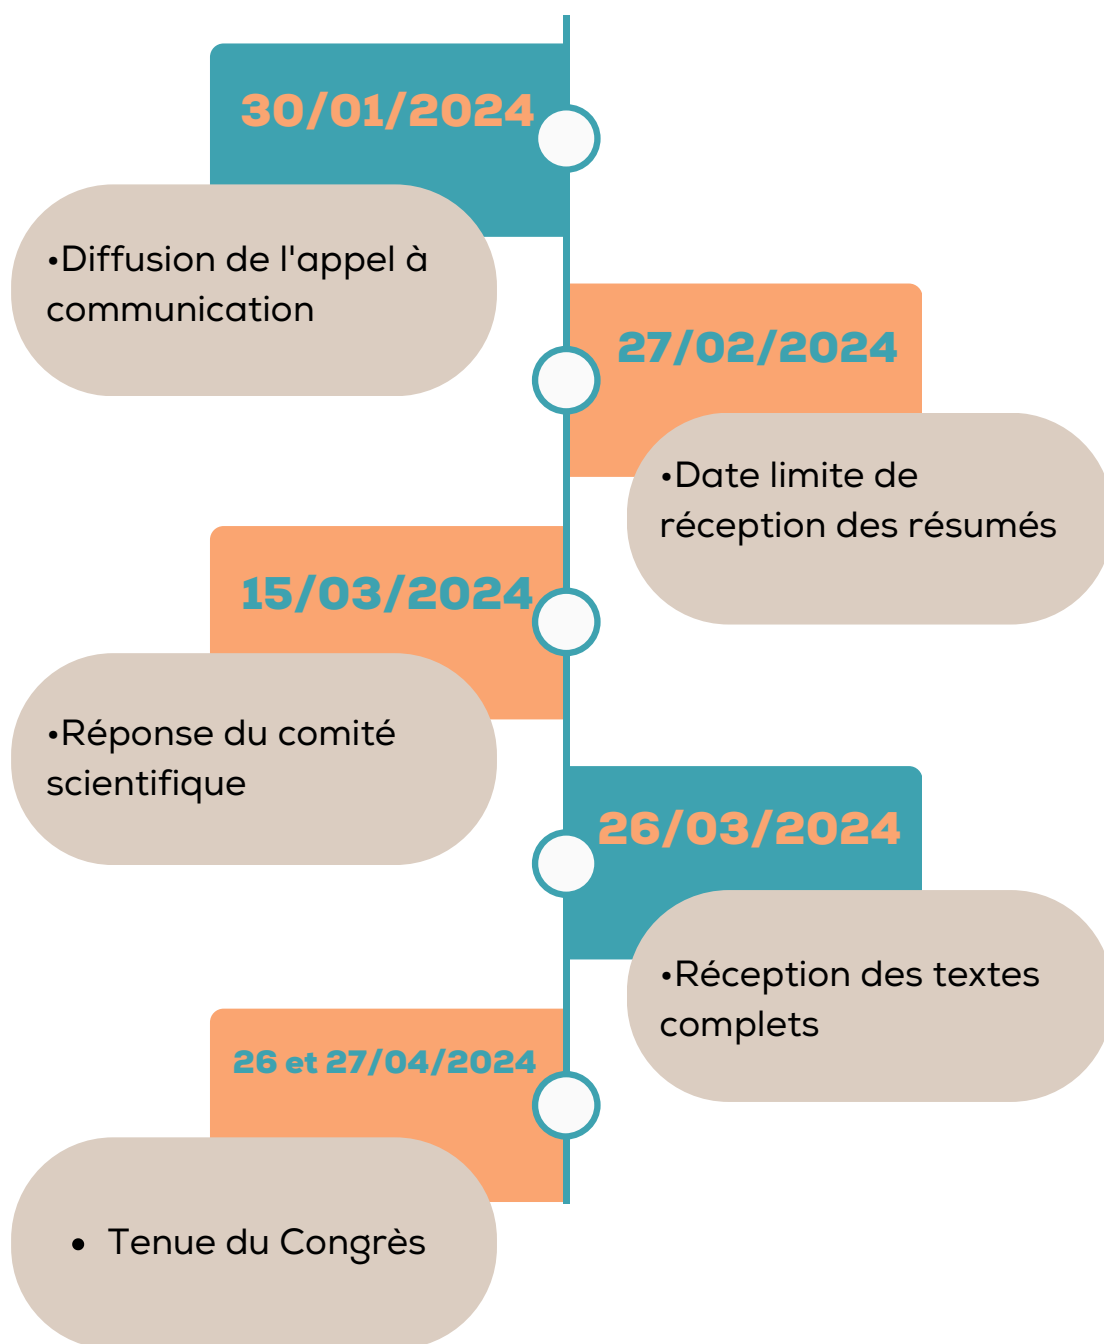 30/01/2024
•Diffusion de l'appel à
communication
27/02/2024
•Date limite de
réception des résumés
15/03/2024
•Réponse du comité
scientifique
26/03/2024
•Réception des textes
complets
26 et 27/04/2024
• Tenue du Congrès